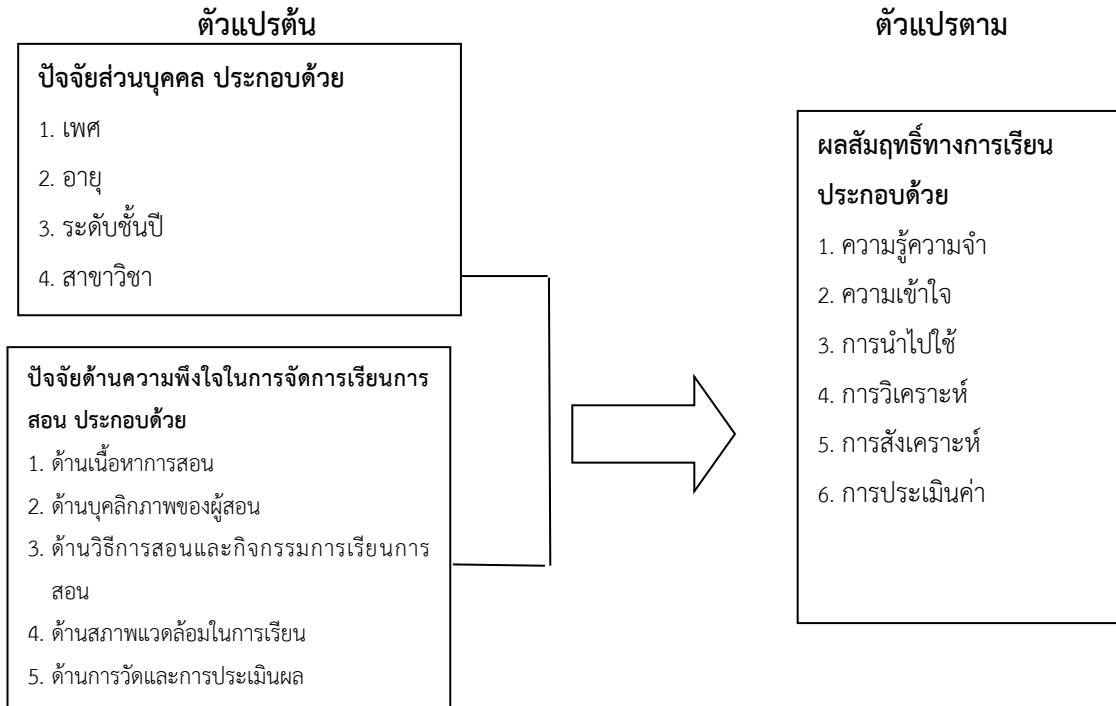 ตัวแปรต้น
ปัจจัยส่วนบุคคล ประกอบด้วย
1. เพศ
2. อายุ
3. ระดับชั้นปี
4. สาขาวิชา
ปัจจัยด้านความพึงใจในการจัดการเรียนการ
สอน ประกอบด้วย
1. ด้านเนื้อหาการสอน
2. ด้านบุคลิกภาพของผู้สอน
3. ด้านวิธีการสอนและกิจกรรมการเรียนการ
สอน
4. ด้านสภาพแวดล้อมในการเรียน
5. ด้านการวัดและการประเมินผล
ตัวแปรตาม
ผลสัมฤทธิ์ทางการเรียน
ประกอบด้วย
1. ความรู้ความจำ
2. ความเข้าใจ
3. การนำไปใช้
4. การวิเคราะห์
5. การสังเคราะห์
6. การประเมินค่า